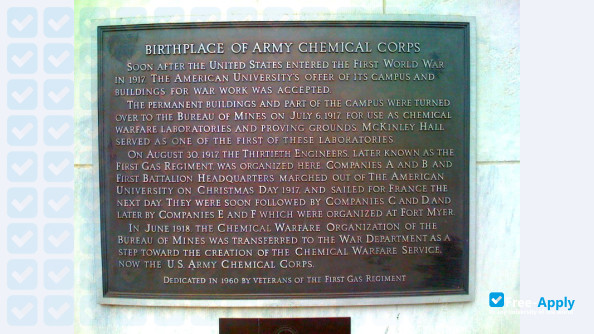 BIRTHPLACE OF ARMY CHEMICAL CORPS
SOON AFTER THE UNITED STATES ENTERED THE FIRST WORLD WAR
IN 1917, THE AMERICAN UNIVERSITY'S OFFER OF ITS CAMPUS AND
BUILDINGS FOR WAR WORK WAS ACCEPTED.
THE PERMANENT BUILDINGS AND PART OF THE CAMPUS WERE TURNED
OVER TO THE BUREAU OF MINES ON JULY 6, 1917, FOR USE AS CHEMICAL
WARFARE LABORATORIES AND PROVING GROUNDS. MCKINLEY HALL
SERVED AS ONE OF THE FIRST OF THESE LABORATORIES.
ON AUGUST 30, 1917, THE THIRTIETH ENGINEERS, LATER KNOWN AS THE
FIRST GAS REGIMENT WAS ORGANIZED HERE. COMPANIES A AND B AND
FIRST BATTALION HEADQUARTERS MARCHED OUT OF THE AMERICAN
UNIVERSITY ON CHRISTMAS DAY 1917, AND SAILED FOR FRANCE THE
NEXT DAY. THEY WERE SOON FOLLOWED BY COMPANIES C AND D, AND
LATER BY COMPANIES E AND F, WHICH WERE ORGANIZED AT FORT MYER.
IN JUNE 1918, THE CHEMICAL WARFARE ORGANIZATION OF THE
BUREAU OF MINES WAS TRANSFERRED TO THE WAR DEPARTMENT AS A
STEP TOWARD THE CREATION OF THE CHEMICAL WARFARE SERVICE,
NOW THE U.S. ARMY CHEMICAL CORPS.
DEDICATED IN 1960 BY VETERANS OF THE FIRST GAS REGIMENT
Free Apply